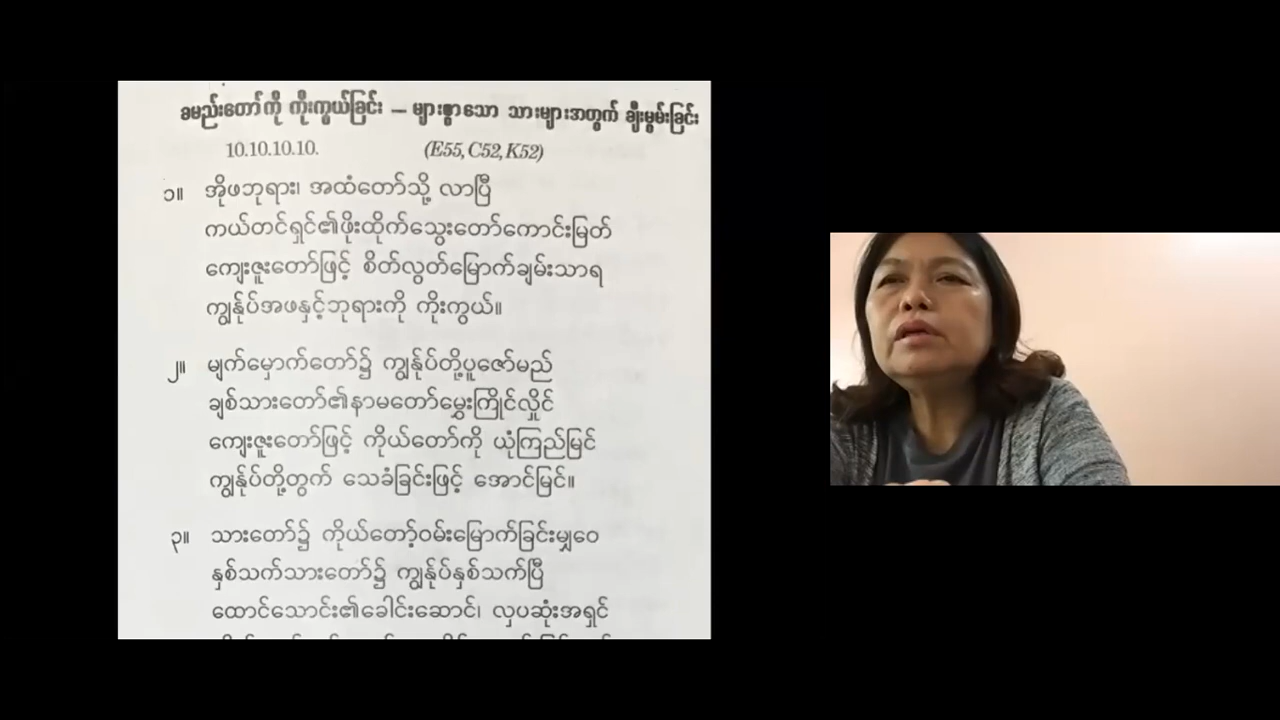 ခမည်းတော်ကို ကိုးကွယ်ခြင်း – များစွာသော သားများအတွက် ချီးမွမ်းခြင်း
10.10.10.10. (E55, C52, K52)
၁။ အိုဖဘုရား၊ အထံတော်သို့ လာပြီ
ကယ်တင်ရှင်၏ဖိုးထိုက်သွေးတော်ကောင်းမြတ်
ကျေးဇူးတော်ဖြင့် စိတ်လွတ်မြောက်ချမ်းသာရ
ကျွန်ုပ်အဖနှင့်ဘုရားကို ကိုးကွယ်။
၂။ မျက်မှောက်တော်၌ ကျွန်ုပ်တို့ပူဇော်မည်
ချစ်သားတော်၏နာမတော်မွှေးကြိုင်လှိုင်
ကျေးဇူးတော်ဖြင့် ကိုယ်တော်ကို ယုံကြည်မြင်
ကျွန်ုပ်တို့တွက် သေခံခြင်းဖြင့် အောင်မြင်။
၃။ သားတော်၌ ကိုယ်တော့်ဝမ်းမြောက်ခြင်းမျှဝေ
နှစ်သက်သားတော်၌ ကျွန်ုပ်နှစ်သက်ပြီ
ထောင်သောင်း၏ခေါင်းဆောင်၊ လှပဆုံးအရှင်